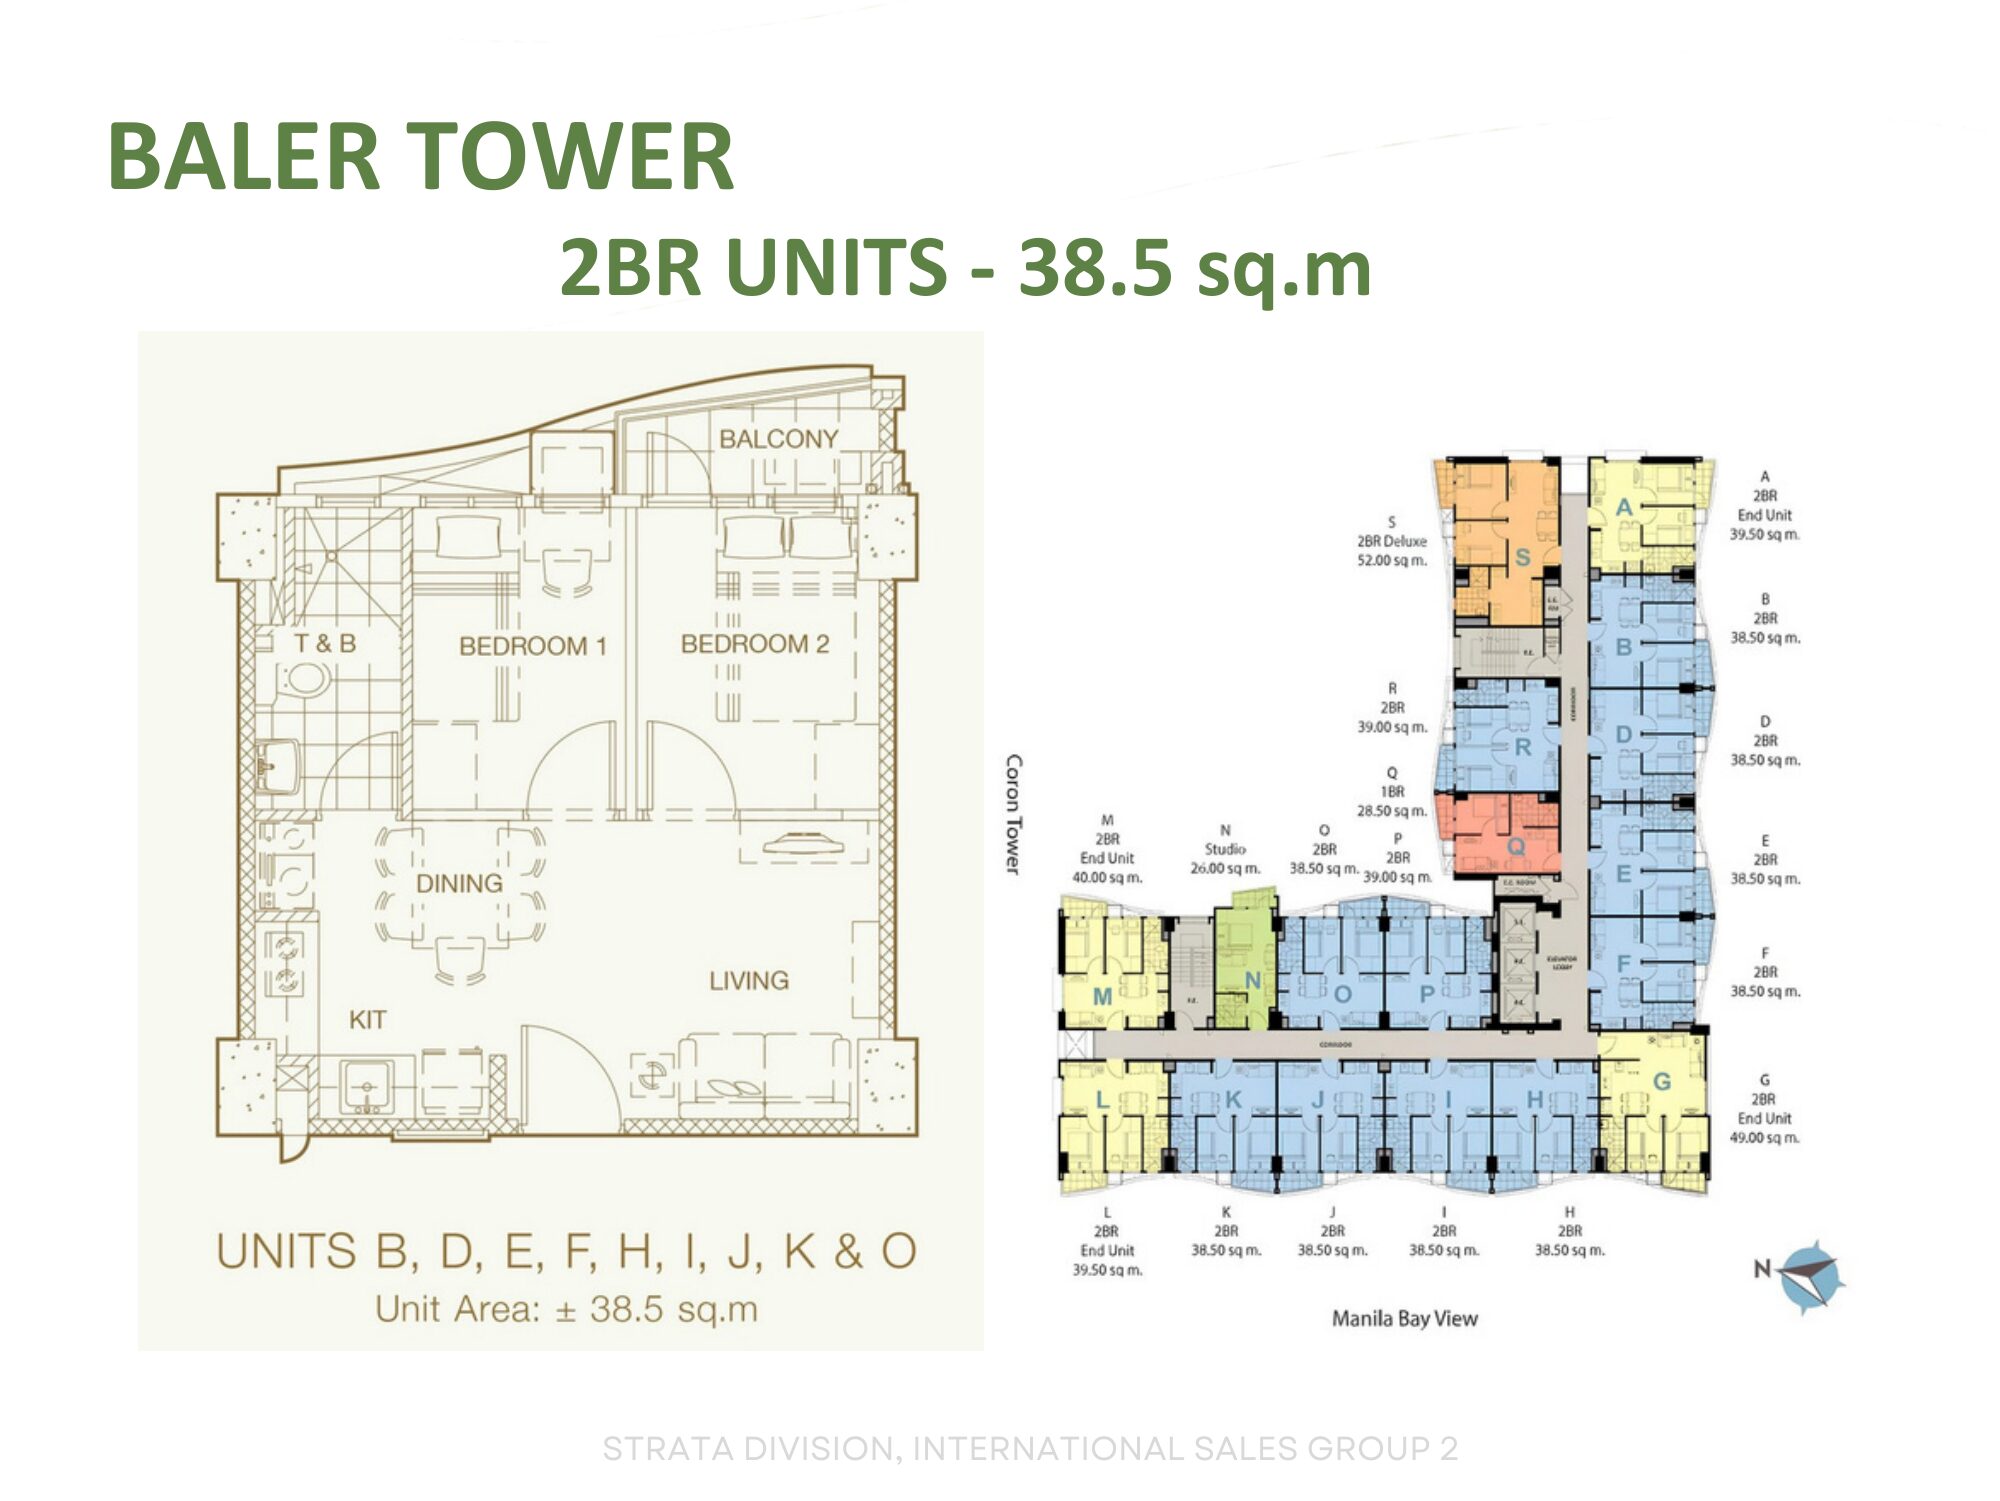 BALER TOWER
2BR UNITS - 38.5 sq.m
BALCONY
T & B
BEDROOM 1
BEDROOM 2
DINING
LIVING
KIT
UNITS B, D, E, F, H, I, J, K & O
Unit Area: ± 38.5 sq.m
S
2BR Deluxe
52.00 sq m.
R
2BR
39.00 sq m.
Q
1BR
28.50 sq m.
Coron Tower
M
2BR
End Unit
40.00 sq m.
N
Studio
26.00 sq m.
O
2BR
38.50 sq m.
P
2BR
39.00 sq m.
A
2BR
End Unit
39.50 sq m.
B
2BR
38.50 sq m.
D
2BR
38.50 sq m.
E
2BR
38.50 sq m.
F
2BR
38.50 sq m.
G
2BR
End Unit
49.00 sq m.
S
A
B
R
D
Q
E
F
M
N
O
P
CORRIDOR
ELEVATOR
LOBBY
CORRIDOR
L
K
J
I
H
G
L
2BR
End Unit
39.50 sq m.
K
2BR
38.50 sq m.
J
2BR
38.50 sq m.
I
2BR
38.50 sq m.
H
2BR
38.50 sq m.
N
Manila Bay View
STRATA DIVISION, INTERNATIONAL SALES GROUP 2